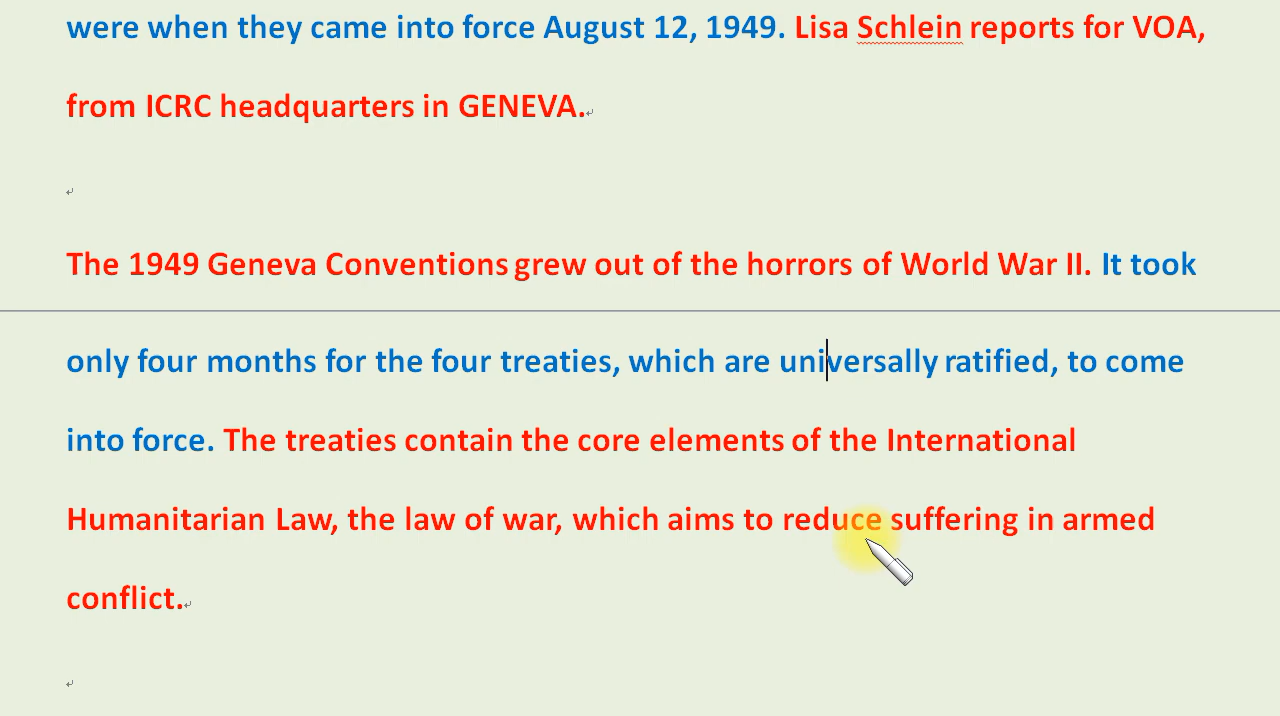 were when they came into force August 12, 1949. Lisa Schlein reports for VOA,
from ICRC headquarters in GENEVA.
The 1949 Geneva Conventions grew out of the horrors of World War II. It took
only four months for the four treaties, which are universally ratified, to come
into force. The treaties contain the core elements of the International
Humanitarian Law, the law of war, which aims to reduce suffering in armed
conflict.